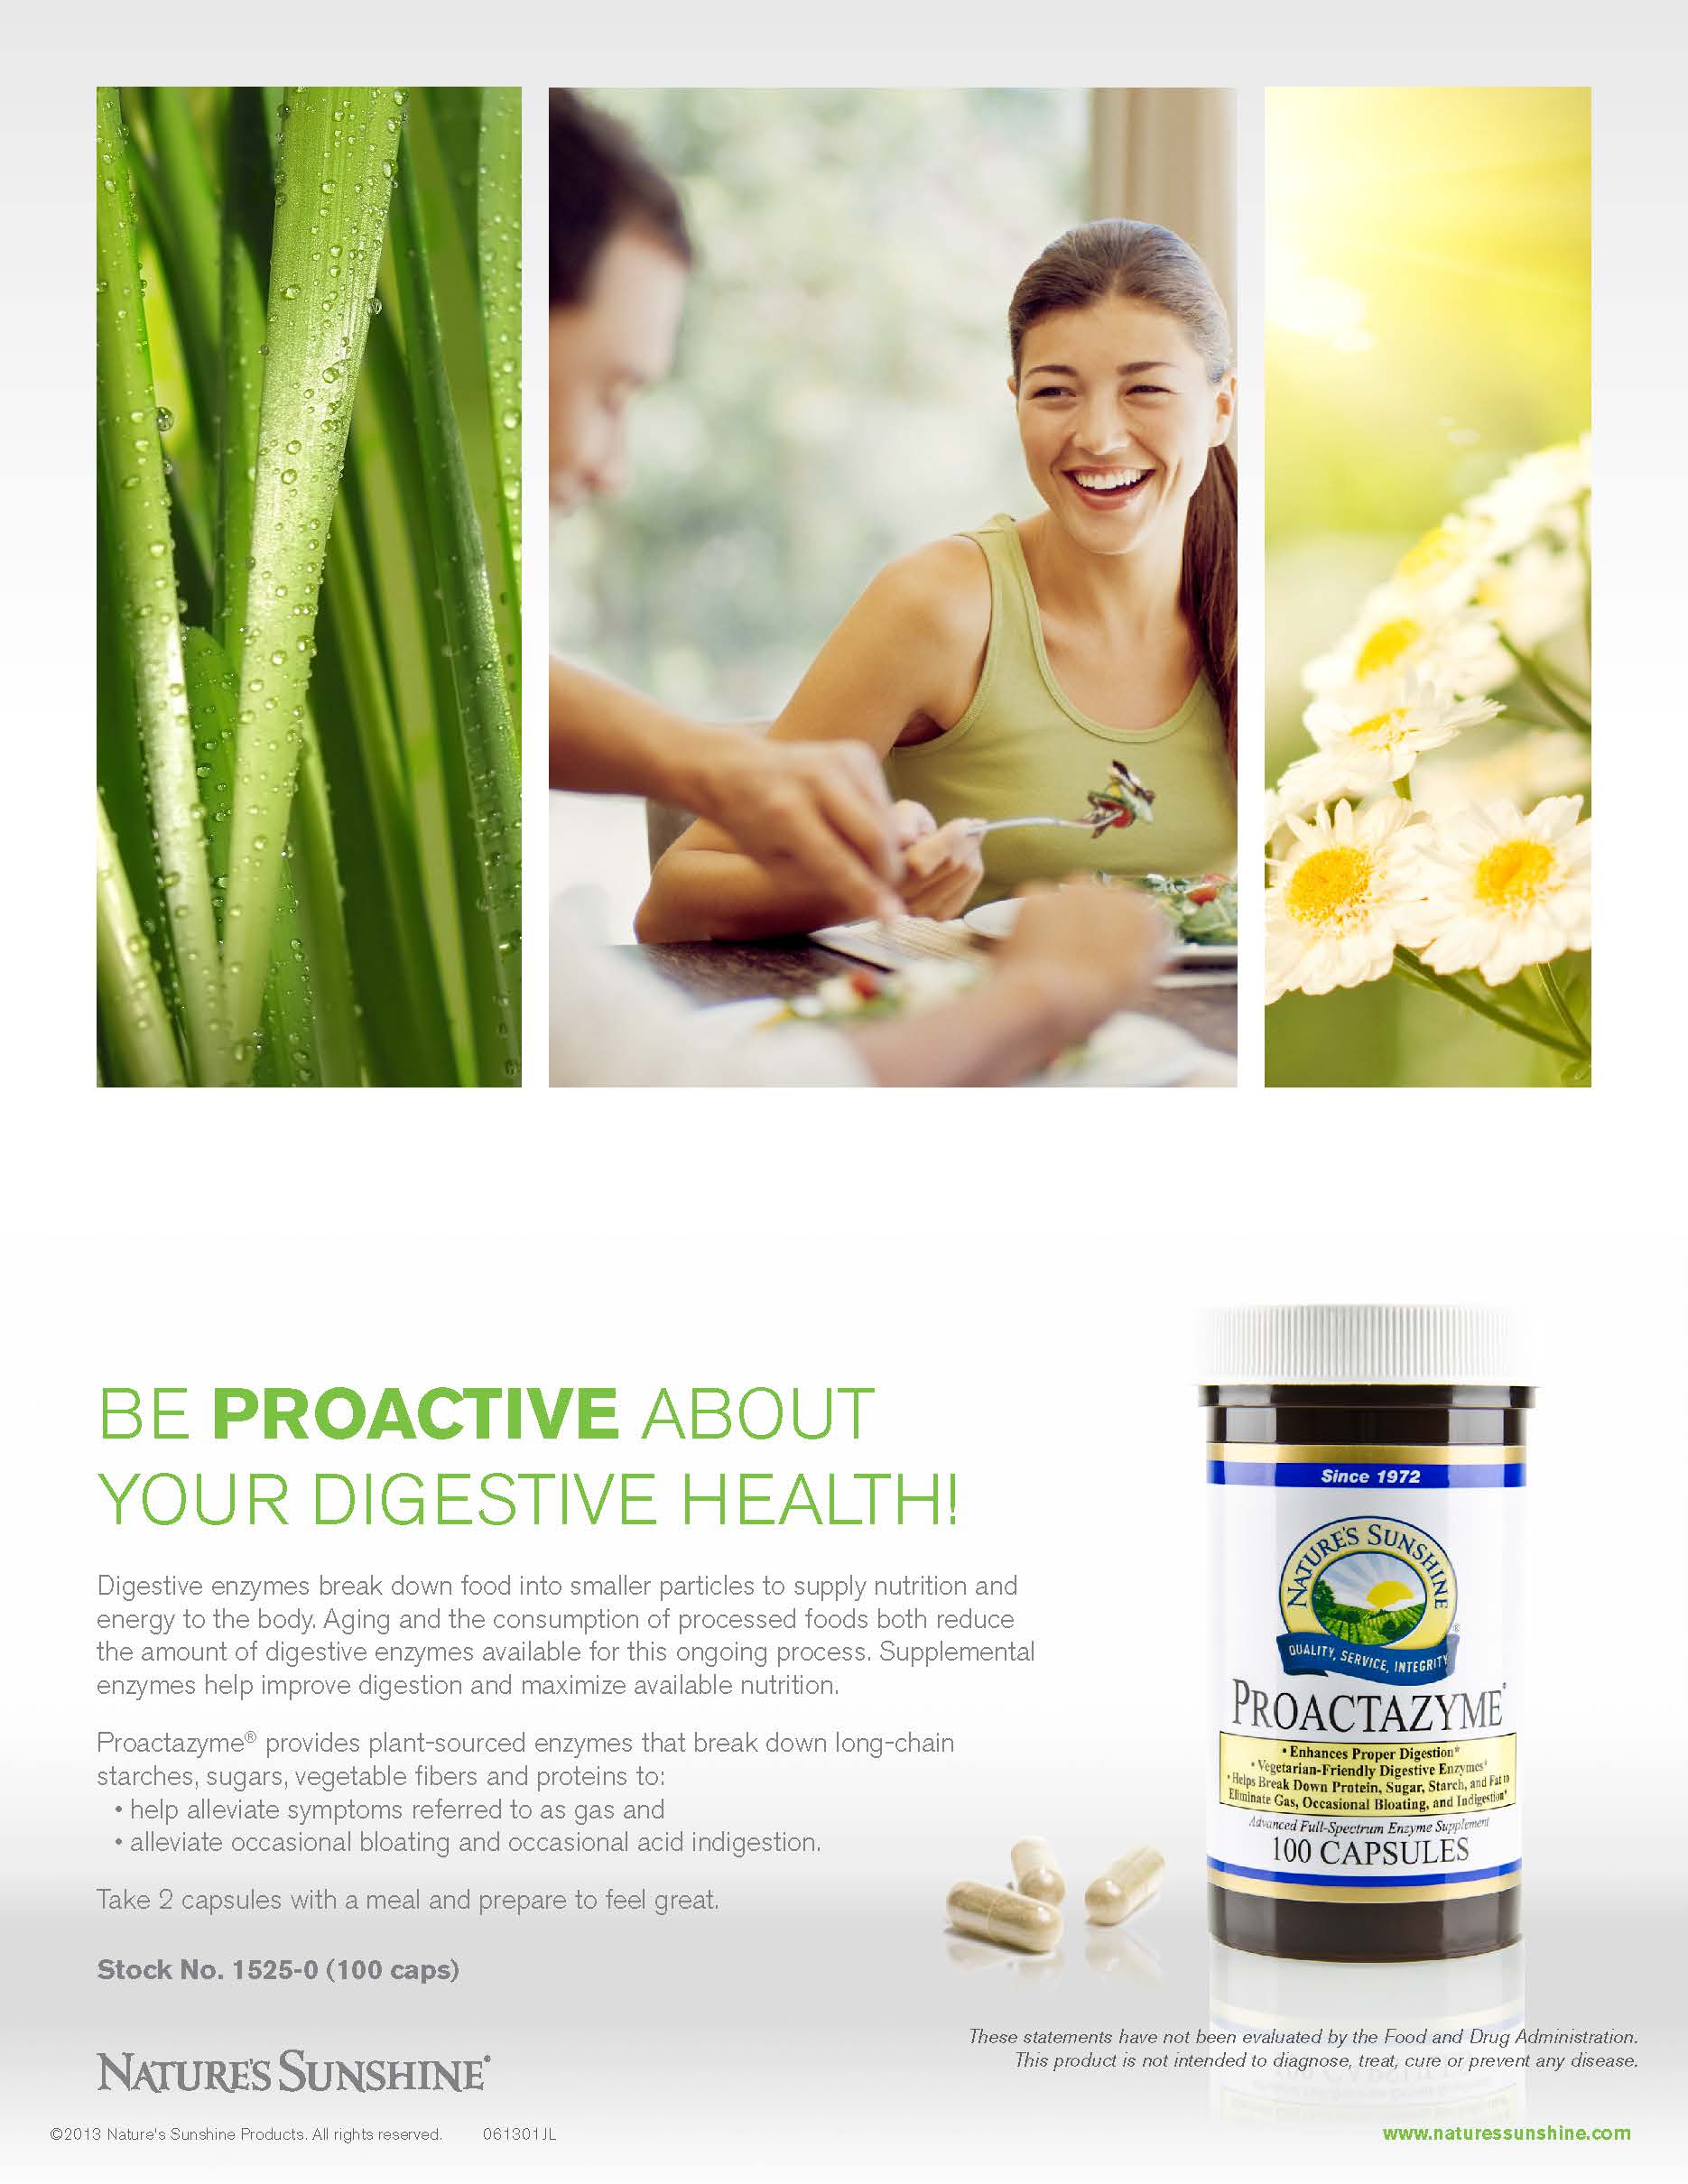 BE PROACTIVE ABOUT
YOUR DIGESTIVE HEALTH!
Digestive enzymes break down food into smaller particles to supply nutrition and
energy to the body. Aging and the consumption of processed foods both reduce
the amount of digestive enzymes available for this ongoing process. Supplemental
enzymes help improve digestion and maximize available nutrition.
Proactazyme® provides plant-sourced enzymes that break down long-chain
starches, sugars, vegetable fibers and proteins to:
• help alleviate symptoms referred to as gas and
• alleviate occasional bloating and occasional acid indigestion.
Take 2 capsules with a meal and prepare to feel great.
Stock No. 1525-0 (100 caps)
Since 1972
NATURE'S SUNSHINE®
QUALITY, SERVICE, INTEGRITY
PROACTAZYME®
• Enhances Proper Digestion*
• Vegetarian-Friendly Digestive Enzymes*
• Helps Break Down Protein, Sugar, Starch, and Fat to
Eliminate Gas, Occasional Bloating, and Indigestion*
Advanced Full-Spectrum Enzyme Supplement
100 CAPSULES
These statements have not been evaluated by the Food and Drug Administration.
This product is not intended to diagnose, treat, cure or prevent any disease.
NATURE'S SUNSHINE®
©2013 Nature's Sunshine Products. All rights reserved. 061301JL
www.naturessunshine.com